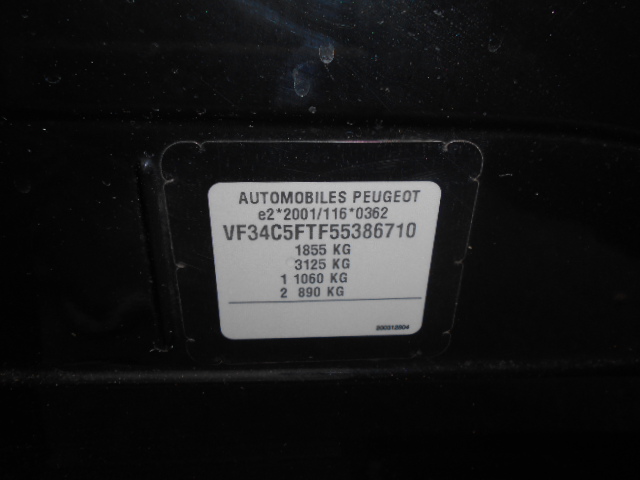 AUTOMOBILES PEUGEOT
e2*2001/116*0362
VF34C5FTF55386710
1855 KG
3125 KG
1 1060 KG
2 890 KG